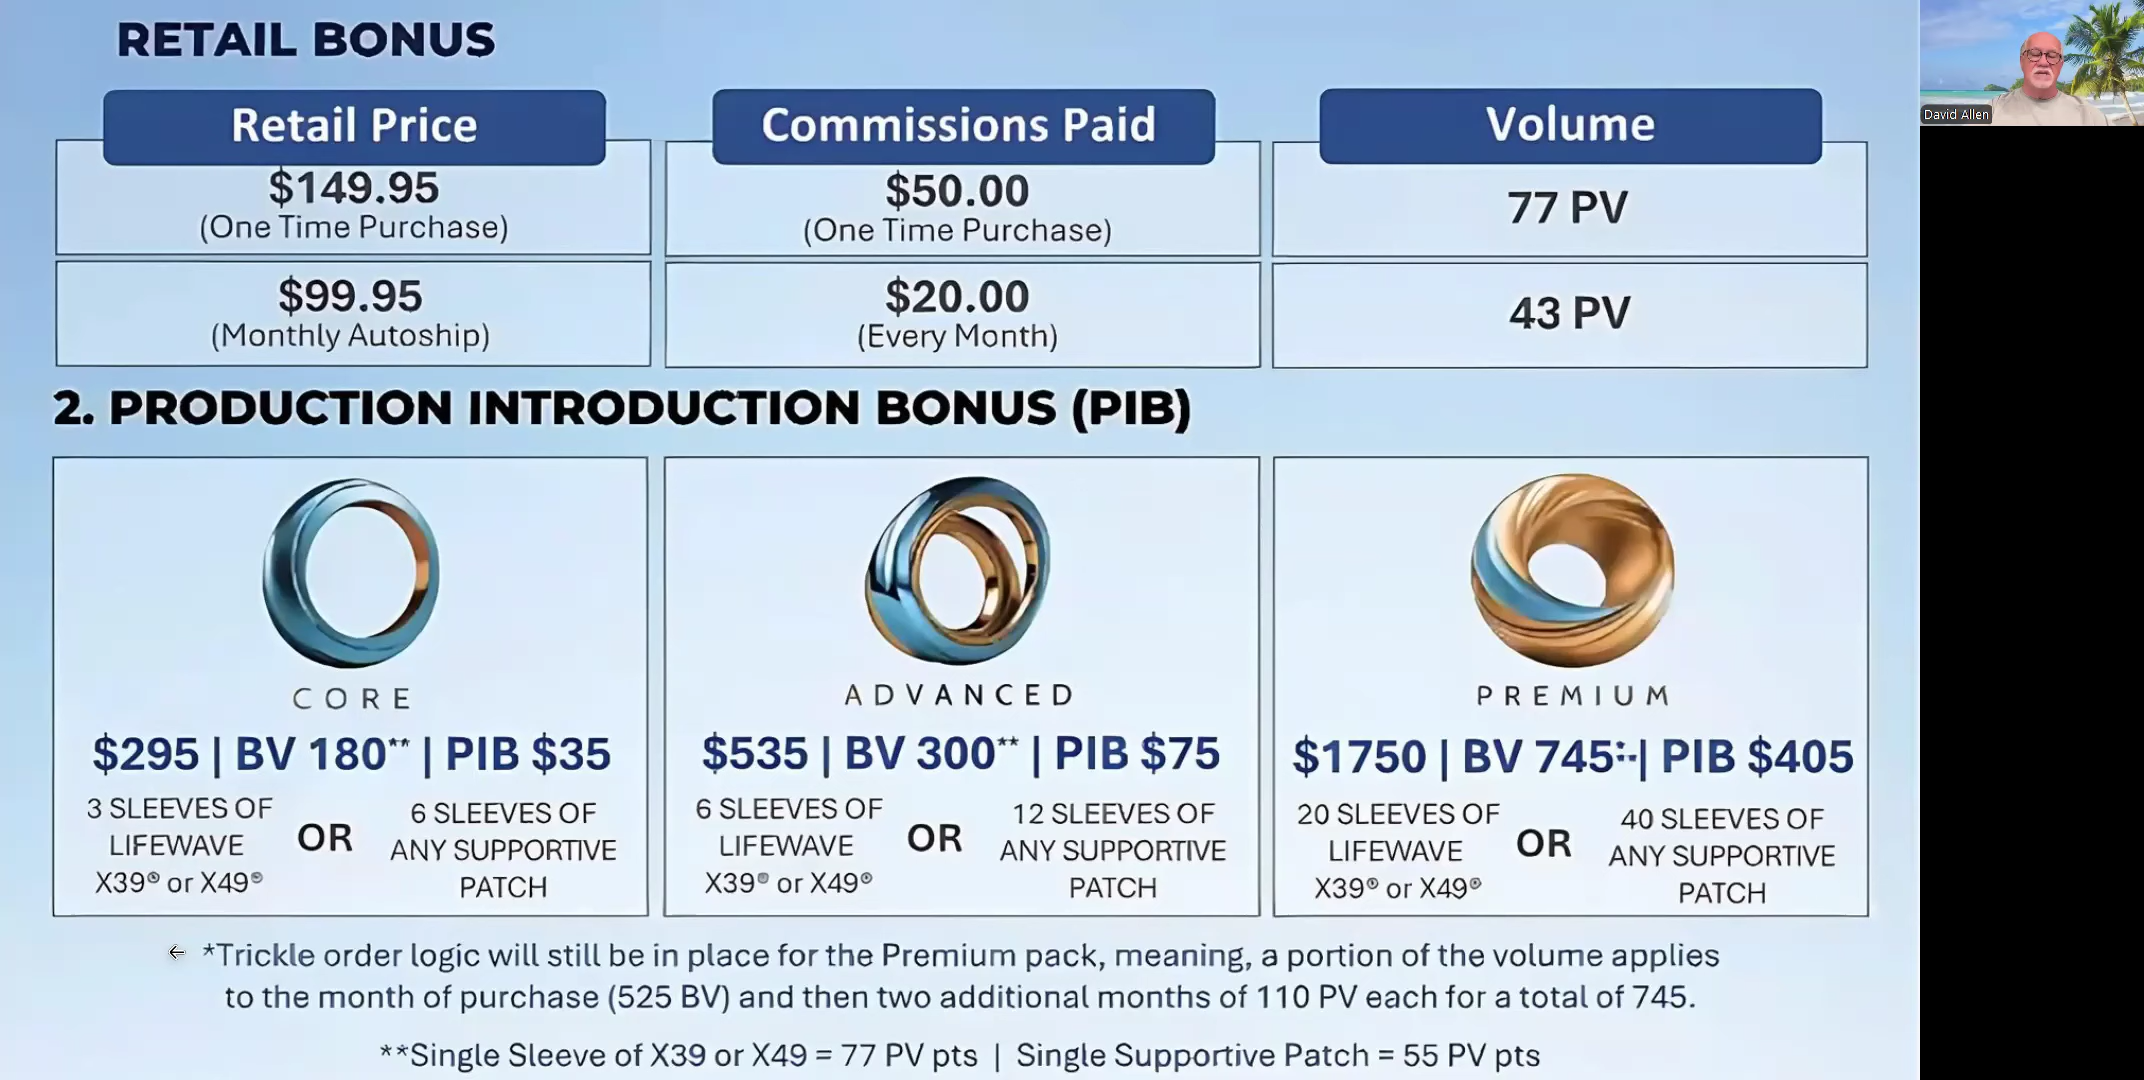 RETAIL BONUS
Retail Price
Commissions Paid
Volume
$149.95
(One Time Purchase)
$50.00
(One Time Purchase)
77 PV
$99.95
(Monthly Autoship)
$20.00
(Every Month)
43 PV
2. PRODUCTION INTRODUCTION BONUS (PIB)
CORE
$295 | BV 180** | PIB $35
3 SLEEVES OF
LIFEWAVE
X39® or X49®
OR
6 SLEEVES OF
ANY SUPPORTIVE
PATCH
ADVANCED
$535 | BV 300** | PIB $75
6 SLEEVES OF
LIFEWAVE
X39® or X49®
OR
12 SLEEVES OF
ANY SUPPORTIVE
PATCH
PREMIUM
$1750 | BV 745 | PIB $405
20 SLEEVES OF
LIFEWAVE
X39® or X49®
OR
40 SLEEVES OF
ANY SUPPORTIVE
PATCH
*Trickle order logic will still be in place for the Premium pack, meaning, a portion of the volume applies
to the month of purchase (525 BV) and then two additional months of 110 PV each for a total of 745.
**Single Sleeve of X39 or X49 = 77 PV pts | Single Supportive Patch = 55 PV pts
David Allen